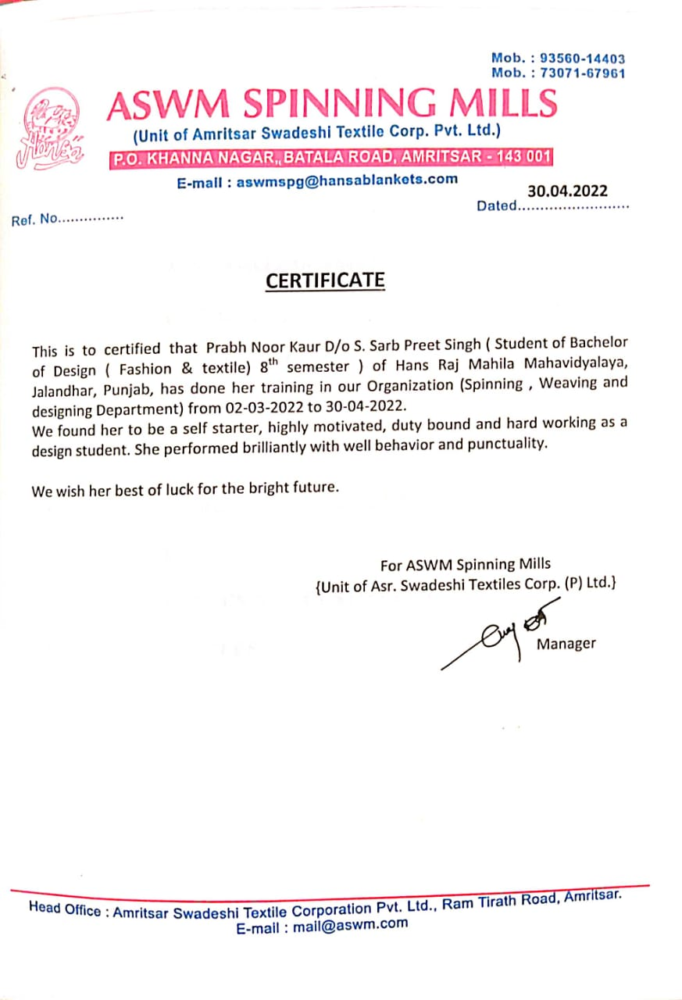 Mob. : 93560-14403
Mob. : 73071-67961
Hansa
ASWM SPINNING MILLS
(Unit of Amritsar Swadeshi Textile Corp. Pvt. Ltd.)
P.O. KHANNA NAGAR,, BATALA ROAD, AMRITSAR - 143 001
E-mail : aswmspg@hansablankets.com
30.04.2022
Ref. No...............
Dated.........................
CERTIFICATE
This is to certified that Prabh Noor Kaur D/o S. Sarb Preet Singh ( Student of Bachelor
of Design ( Fashion & textile) 8th semester ) of Hans Raj Mahila Mahavidyalaya,
Jalandhar, Punjab, has done her training in our Organization (Spinning , Weaving and
designing Department) from 02-03-2022 to 30-04-2022.
We found her to be a self starter, highly motivated, duty bound and hard working as a
design student. She performed brilliantly with well behavior and punctuality.
We wish her best of luck for the bright future.
For ASWM Spinning Mills
{Unit of Asr. Swadeshi Textiles Corp. (P) Ltd.}
Manager
Head Office : Amritsar Swadeshi Textile Corporation Pvt. Ltd., Ram Tirath Road, Amritsar.
E-mail : mail@aswm.com